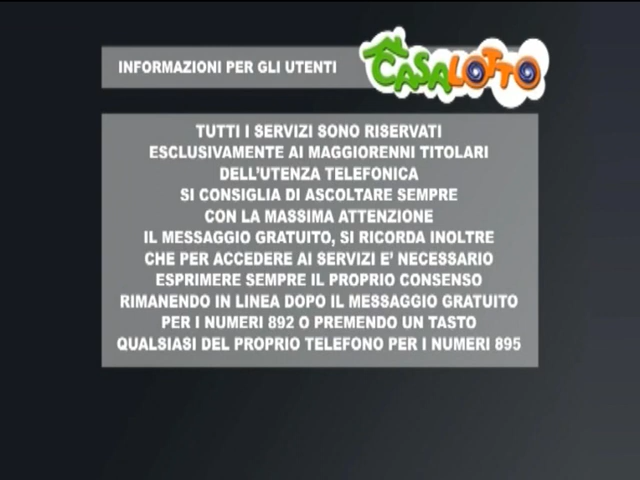 INFORMAZIONI PER GLI UTENTI
CASALOTTO
TUTTI I SERVIZI SONO RISERVATI
ESCLUSIVAMENTE AI MAGGIORENNI TITOLARI
DELL'UTENZA TELEFONICA
SI CONSIGLIA DI ASCOLTARE SEMPRE
CON LA MASSIMA ATTENZIONE
IL MESSAGGIO GRATUITO, SI RICORDA INOLTRE
CHE PER ACCEDERE AI SERVIZI E' NECESSARIO
ESPRIMERE SEMPRE IL PROPRIO CONSENSO
RIMANENDO IN LINEA DOPO IL MESSAGGIO GRATUITO
PER I NUMERI 892 O PREMENDO UN TASTO
QUALSIASI DEL PROPRIO TELEFONO PER I NUMERI 895